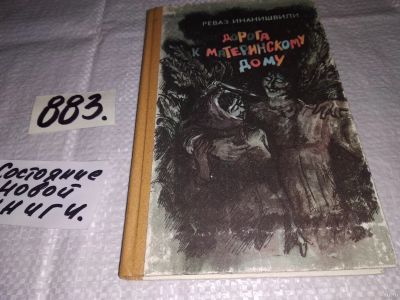 РЕВАЗ ИНАНИШВИЛИ
ДОРОГА
К МАТЕРИНСКОМУ
ДОМУ
883.
Состояние
новой
книги.